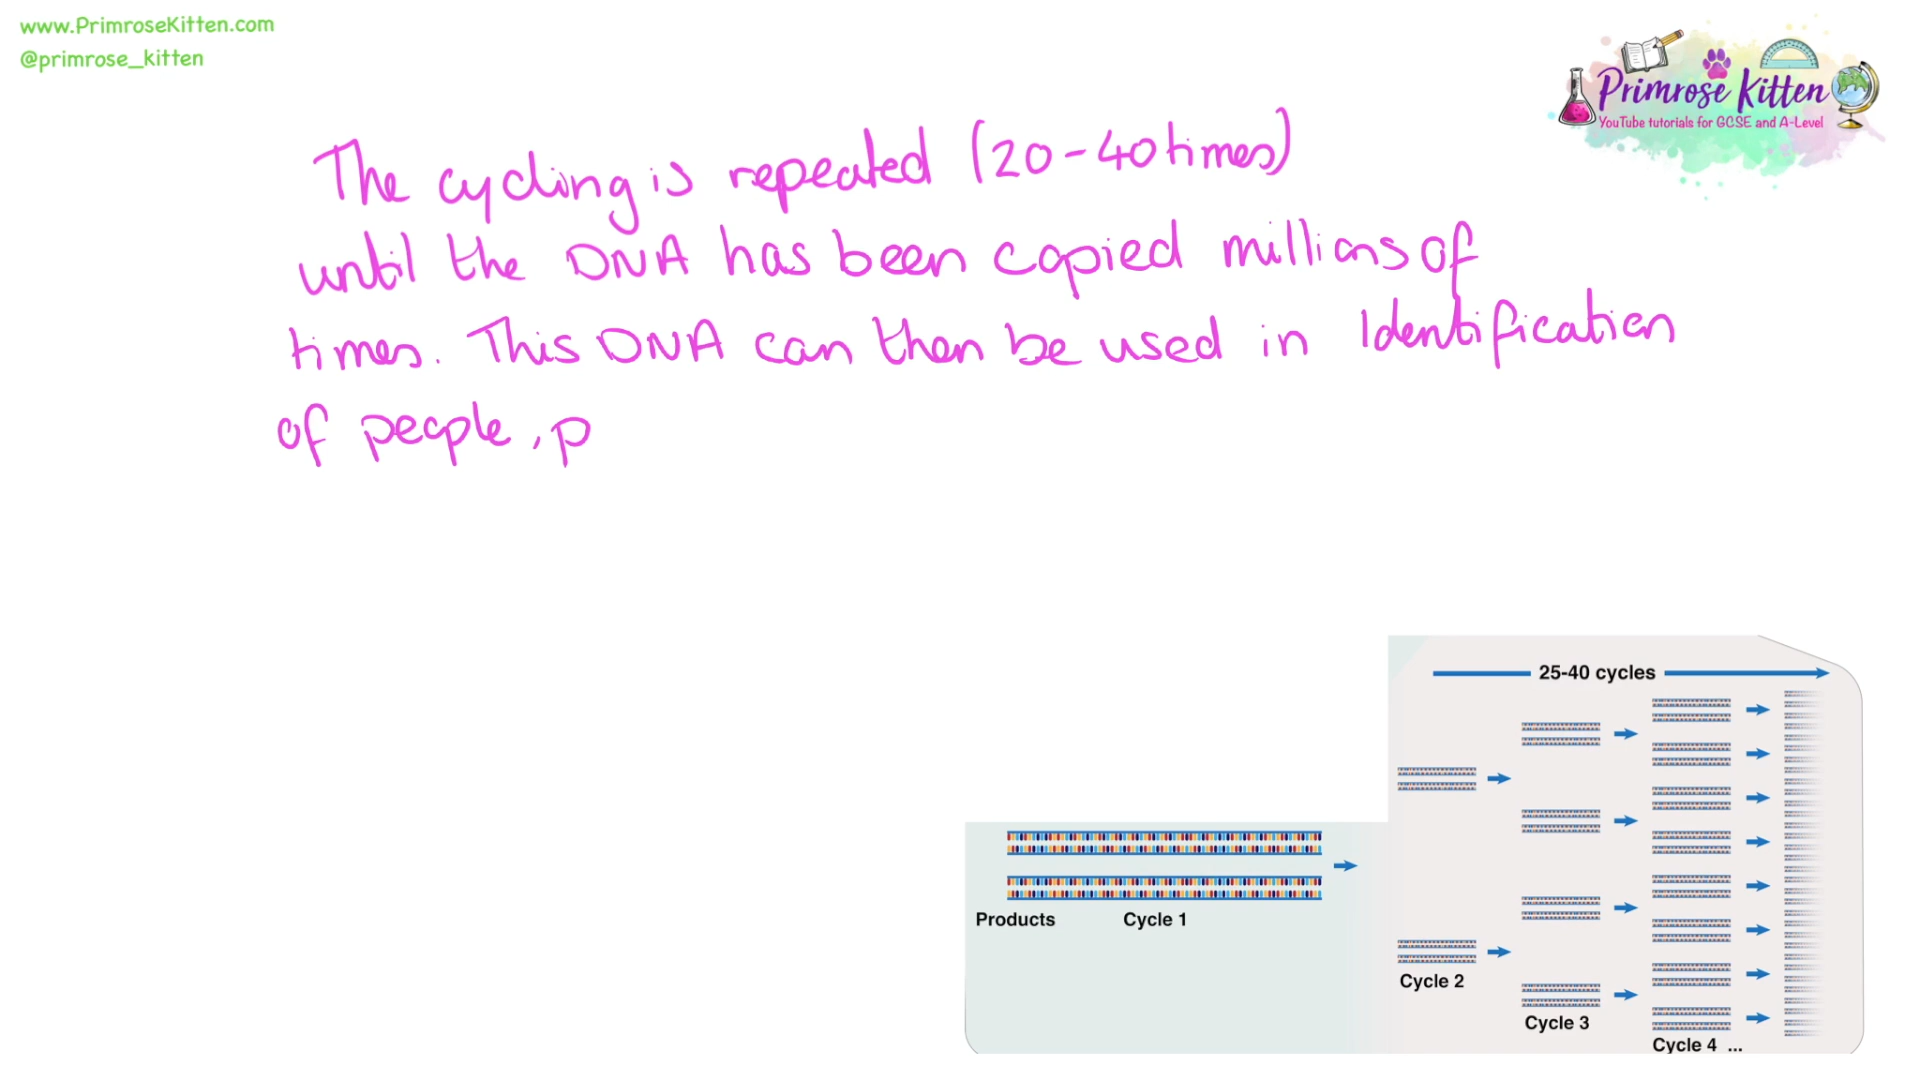 www.PrimroseKitten.com
@primrose_kitten
Primrose Kitten
YouTube tutorials for GCSE and A-Level
The cycling is repeated (20-40 times)
until the DNA has been copied millions of
times. This DNA can then be used in Identification
of people, p
25-40 cycles
Products Cycle 1
Cycle 2
Cycle 3
Cycle 4 ...